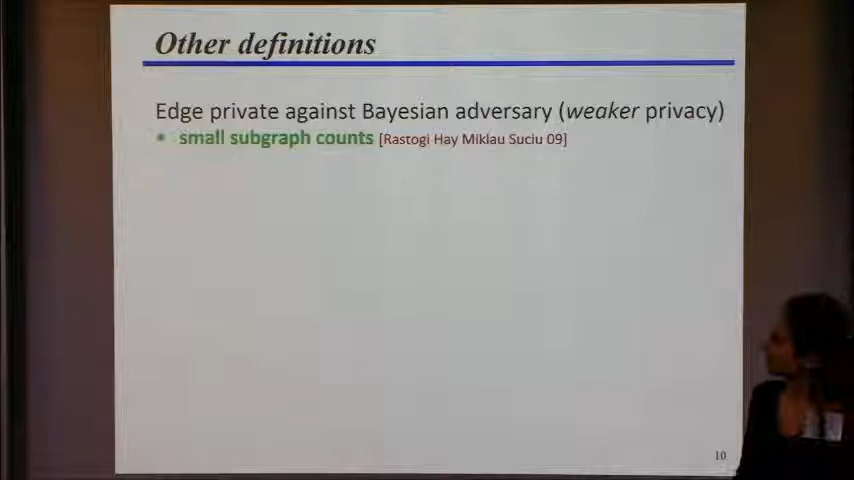 Other definitions
Edge private against Bayesian adversary (weaker privacy)
• small subgraph counts [Rastogi Hay Miklau Suciu 09]
10